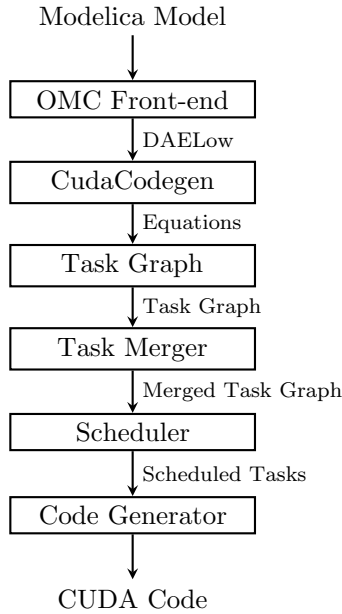 Modelica Model
OMC Front-end
DAELow
CudaCodegen
Equations
Task Graph
Task Graph
Task Merger
Merged Task Graph
Scheduler
Scheduled Tasks
Code Generator
CUDA Code